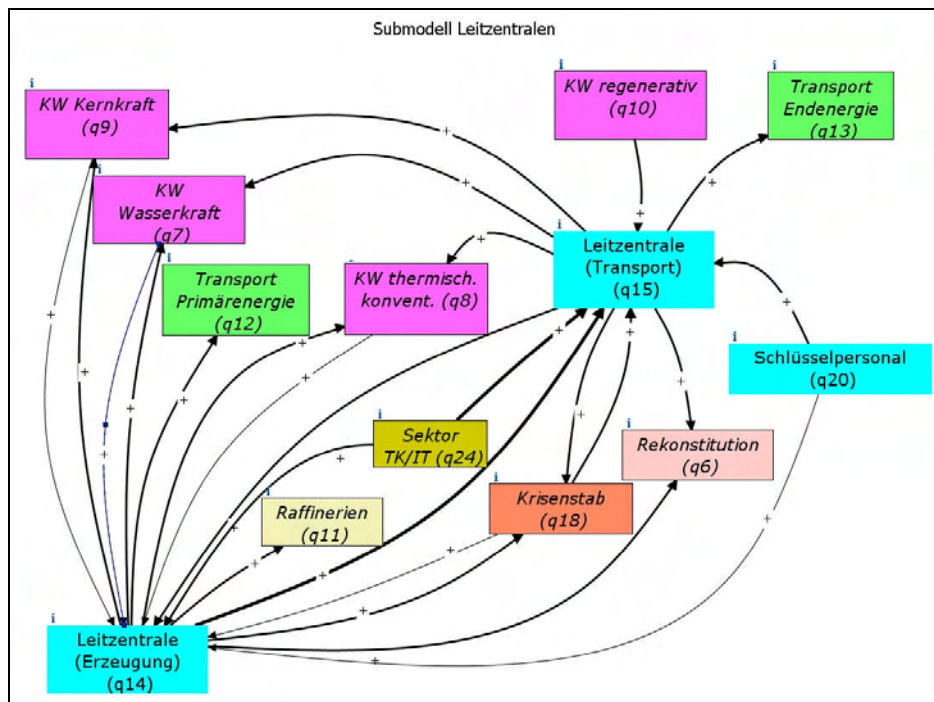 Submodell Leitzentralen
KW Kernkraft
(q9)
KW regenerativ
(q10)
Transport
Endenergie
(q13)
KW
Wasserkraft
(q7)
Leitzentrale
(Transport)
(q15)
Transport
Primärenergie
(q12)
KW thermisch.
konvent. (q8)
Schlüsselpersonal
(q20)
Sektor
TK/IT (q24)
Rekonstitution
(q6)
Krisenstab
(q18)
Raffinerien
(q11)
Leitzentrale
(Erzeugung)
(q14)